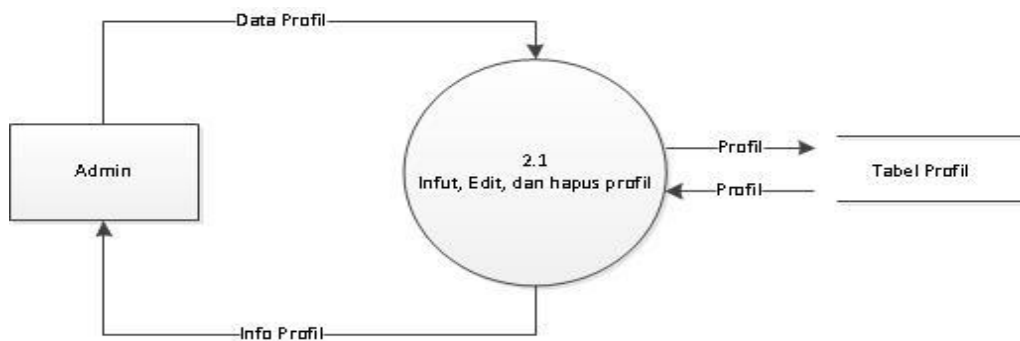 Data Profil
Admin
2.1
Infut, Edit, dan hapus profil
Profil
Profil
Tabel Profil
Info Profil